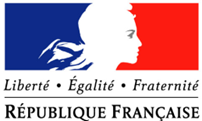 Liberté • Égalité • Fraternité
RÉPUBLIQUE FRANÇAISE